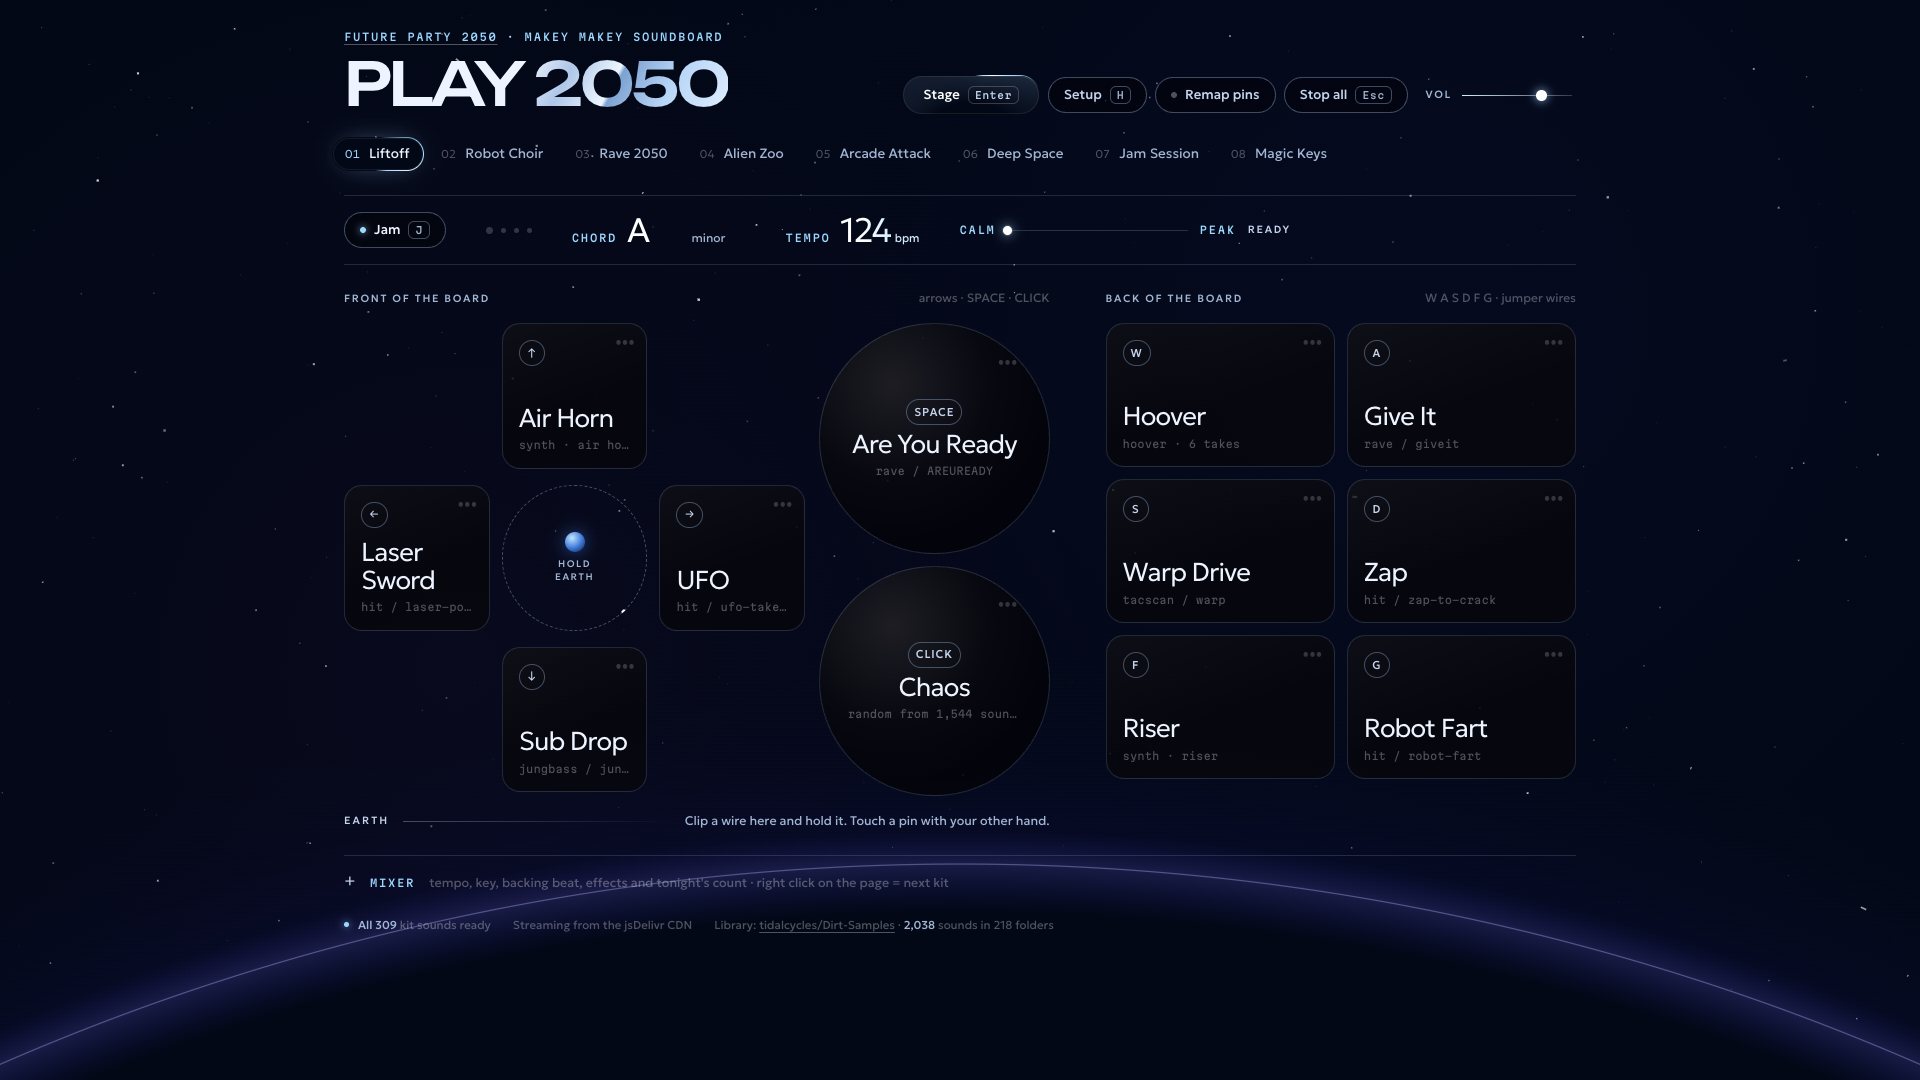 FUTURE PARTY 2050 · MAKEY MAKEY SOUNDBOARD
PLAY 2050
Stage Enter
Setup H
Remap pins
Stop all Esc
VOL
01 Liftoff
02 Robot Choir
03 Rave 2050
04 Alien Zoo
05 Arcade Attack
06 Deep Space
07 Jam Session
08 Magic Keys
Jam J
CHORD A minor
TEMPO 124 bpm
CALM
PEAK
READY
FRONT OF THE BOARD
arrows · SPACE · CLICK
↑
Air Horn
synth · air ho…
←
Laser
Sword
hit / laser-po…
HOLD
EARTH
→
UFO
hit / ufo-take…
↓
Sub Drop
jungbass / jun…
SPACE
Are You Ready
rave / AREUREADY
CLICK
Chaos
random from 1,544 soun…
EARTH
Clip a wire here and hold it. Touch a pin with your other hand.
BACK OF THE BOARD
W A S D F G · jumper wires
W
Hoover
hoover · 6 takes
A
Give It
rave / giveit
S
Warp Drive
tacscan / warp
D
Zap
hit / zap-to-crack
F
Riser
synth · riser
G
Robot Fart
hit / robot-fart
+ MIXER tempo, key, backing beat, effects and tonight's count · right click on the page = next kit
All 309 kit sounds ready
Streaming from the jsDelivr CDN
Library: tidalcycles/Dirt-Samples · 2,038 sounds in 218 folders